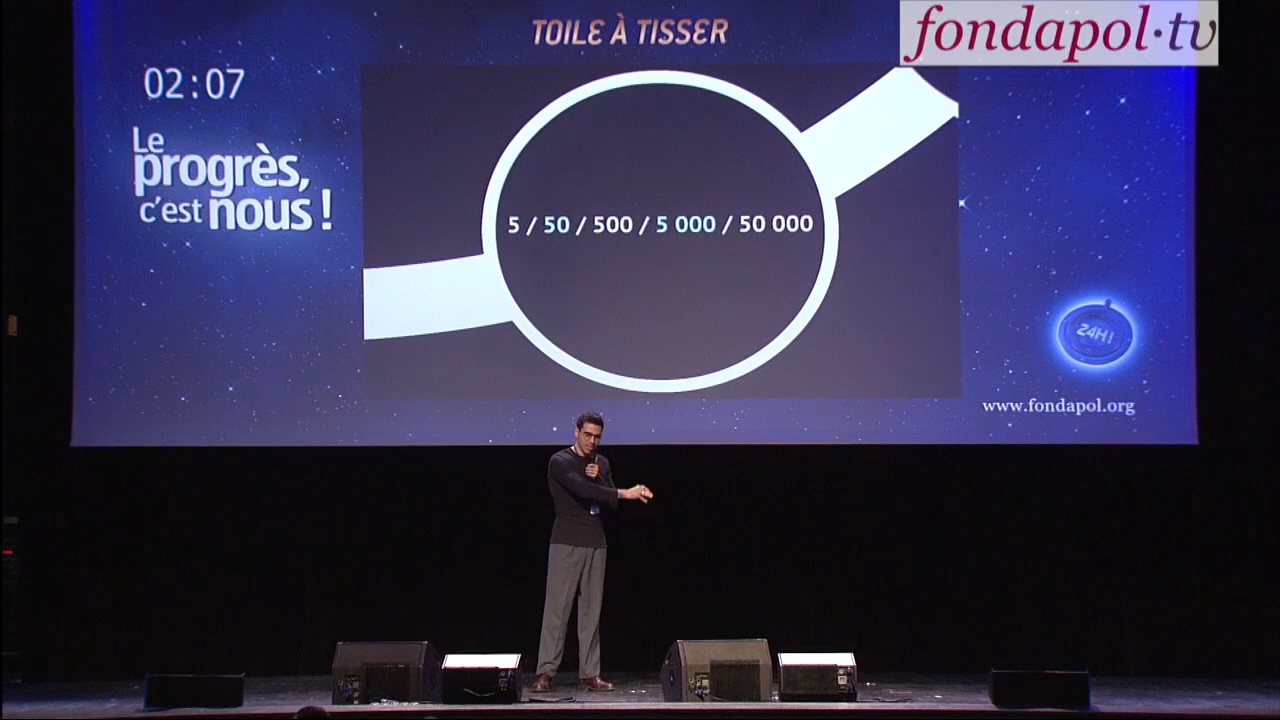 TOILE À TISSER
fondapol·tv
02:07
Le
progrès,
c'est nous !
5 / 50 / 500 / 5 000 / 50 000
24H!
www.fondapol.org